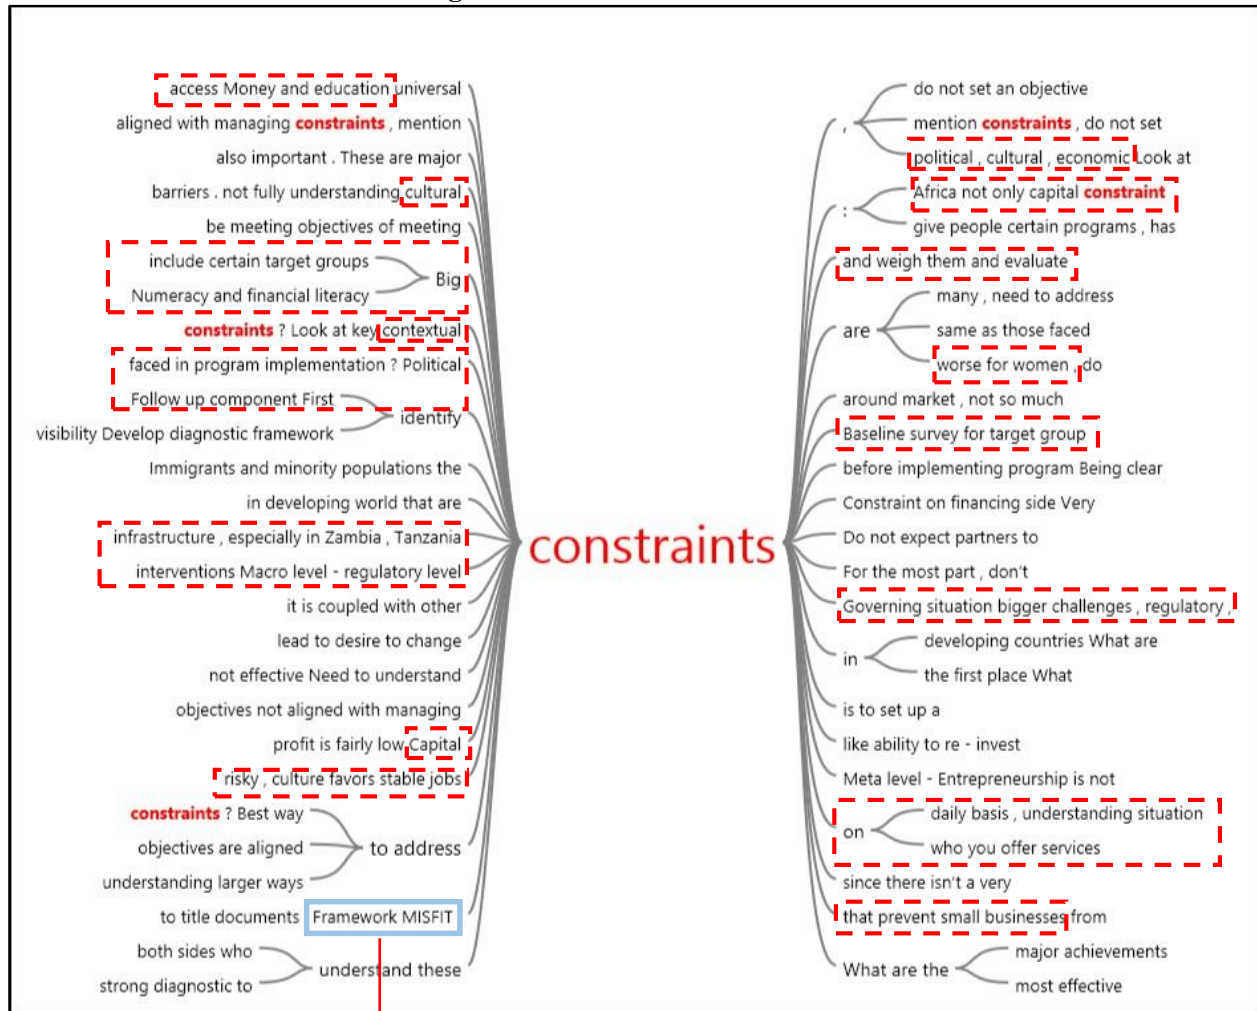 access Money and education universal
aligned with managing constraints , mention
also important . These are major
barriers . not fully understanding cultural
be meeting objectives of meeting
include certain target groups
Big
Numeracy and financial literacy
constraints ? Look at key contextual
faced in program implementation ? Political
Follow up component First
identify
visibility Develop diagnostic framework
Immigrants and minority populations the
in developing world that are
infrastructure , especially in Zambia , Tanzania
interventions Macro level - regulatory level
it is coupled with other
lead to desire to change
not effective Need to understand
objectives not aligned with managing
profit is fairly low Capital
risky , culture favors stable jobs
constraints ? Best way
objectives are aligned
to address
understanding larger ways
to title documents Framework MISFIT
both sides who
understand these
strong diagnostic to
constraints
do not set an objective
,
mention constraints , do not set
political , cultural , economic Look at
Africa not only capital constraint
:
give people certain programs , has
and weigh them and evaluate
many , need to address
are
same as those faced
worse for women , do
around market , not so much
Baseline survey for target group
before implementing program Being clear
Constraint on financing side Very
Do not expect partners to
For the most part , don't
Governing situation bigger challenges , regulatory ,
developing countries What are
in
the first place What
is to set up a
like ability to re - invest
Meta level - Entrepreneurship is not
daily basis , understanding situation
on
who you offer services
since there isn't a very
that prevent small businesses from
major achievements
What are the
most effective